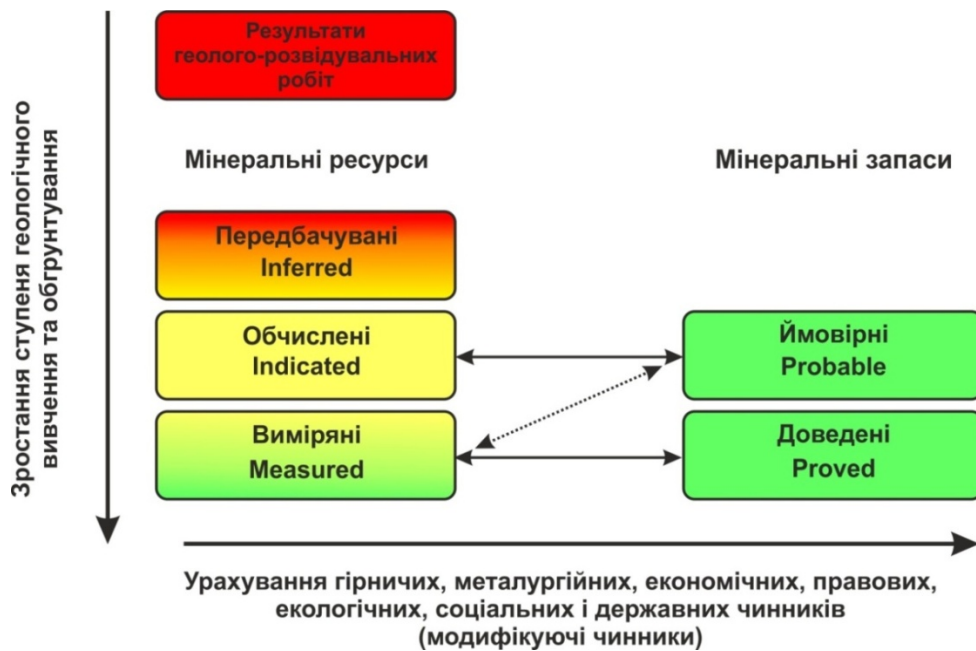 Результати
геолого-розвідувальних
робіт
Мінеральні ресурси
Мінеральні запаси
Передбачувані
Inferred
Обчислені
Indicated
Виміряні
Measured
Ймовірні
Probable
Доведені
Proved
Зростання ступеня геологічного
вивчення та обгрунтування
Урахування гірничих, металургійних, економічних, правових,
екологічних, соціальних і державних чинників
(модифікуючі чинники)